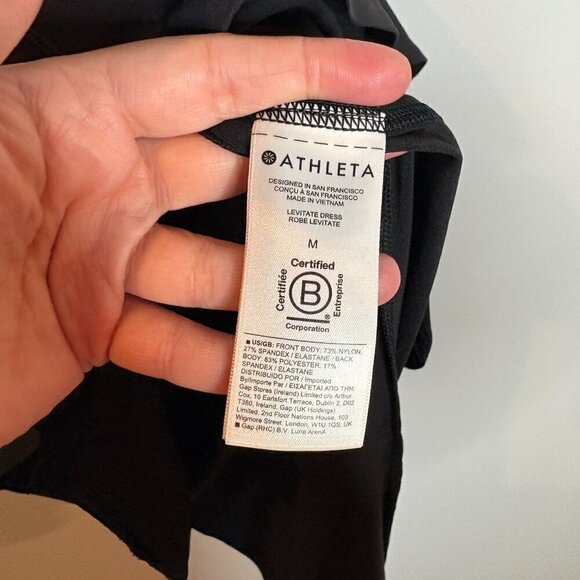 ATHLETA
DESIGNED IN SAN FRANCISCO
CONÇU À SAN FRANCISCO
MADE IN VIETNAM
LEVITATE DRESS
ROBE LEVITATE
M
Certified
Certifiée
B
Entreprise
®
Corporation
■ US/GB: FRONT BODY: 73% NYLON,
27% SPANDEX / ELASTANE / BACK
BODY: 83% POLYESTER, 17%
SPANDEX / ELASTANE
DISTRIBUIDO POR / Imported
By/Importe Par / ΕΙΣΑΓΕΤΑΙ ΑΠΟ ΤΗΝ:
Gap Stores (Ireland) Limited c/o Arthur
Cox, 10 Earlsfort Terrace, Dublin 2, D02
T380, Ireland, Gap (UK Holdings)
Limited, 2nd Floor Nations House, 103
Wigmore Street, London, W1U 1QS, UK
■ Gap (RHC) B.V. Luna ArenA